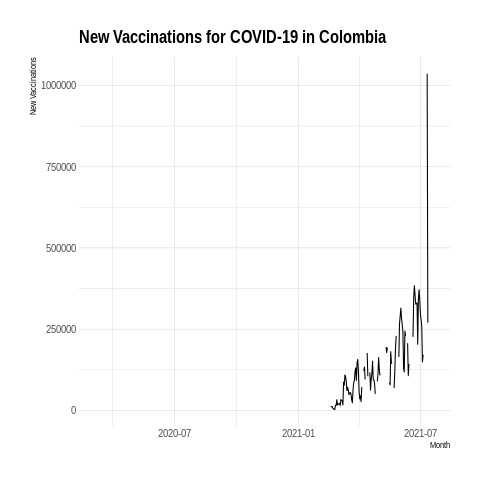 New Vaccinations for COVID-19 in Colombia
New Vaccinations
1000000
750000
500000
250000
0
2020-07 2021-01 2021-07
Month